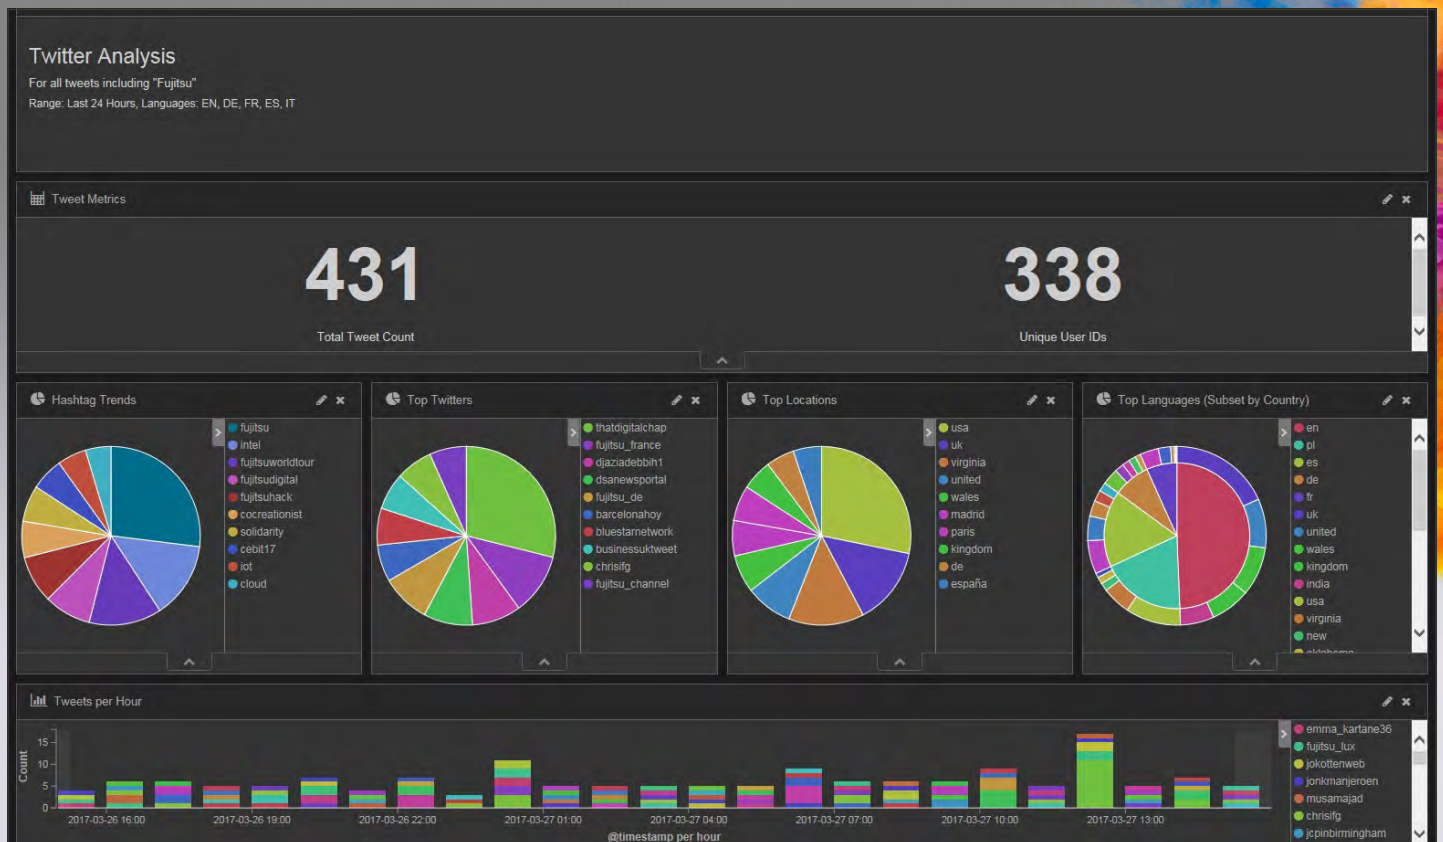 Twitter Analysis
For all tweets including "Fujitsu"
Range: Last 24 Hours, Languages: EN, DE, FR, ES, IT
Tweet Metrics
431
Total Tweet Count
338
Unique User IDs
Hashtag Trends
fujitsu
intel
fujitsuworldtour
fujitsudigital
fujitsuhack
cocreationist
solidarity
cebit17
iot
cloud
Top Twitters
thatdigitalchap
fujitsu_france
djaziadebbih1
dsanewsportal
fujitsu_de
barcelonahoy
bluestarnetwork
businessuktweet
chrisifg
fujitsu_channel
Top Locations
usa
uk
virginia
united
wales
madrid
paris
kingdom
de
españa
Top Languages (Subset by Country)
en
pl
es
de
fr
uk
united
wales
kingdom
india
usa
virginia
new
oklahoma
Tweets per Hour
Count
15
10
5
0
2017-03-26 16:00
2017-03-26 19:00
2017-03-26 22:00
2017-03-27 01:00
2017-03-27 04:00
2017-03-27 07:00
2017-03-27 10:00
2017-03-27 13:00
@timestamp per hour
emma_kartane36
fujitsu_lux
jokottenweb
jonkmanjeroen
musamajad
chrisifg
jcpinbirmingham